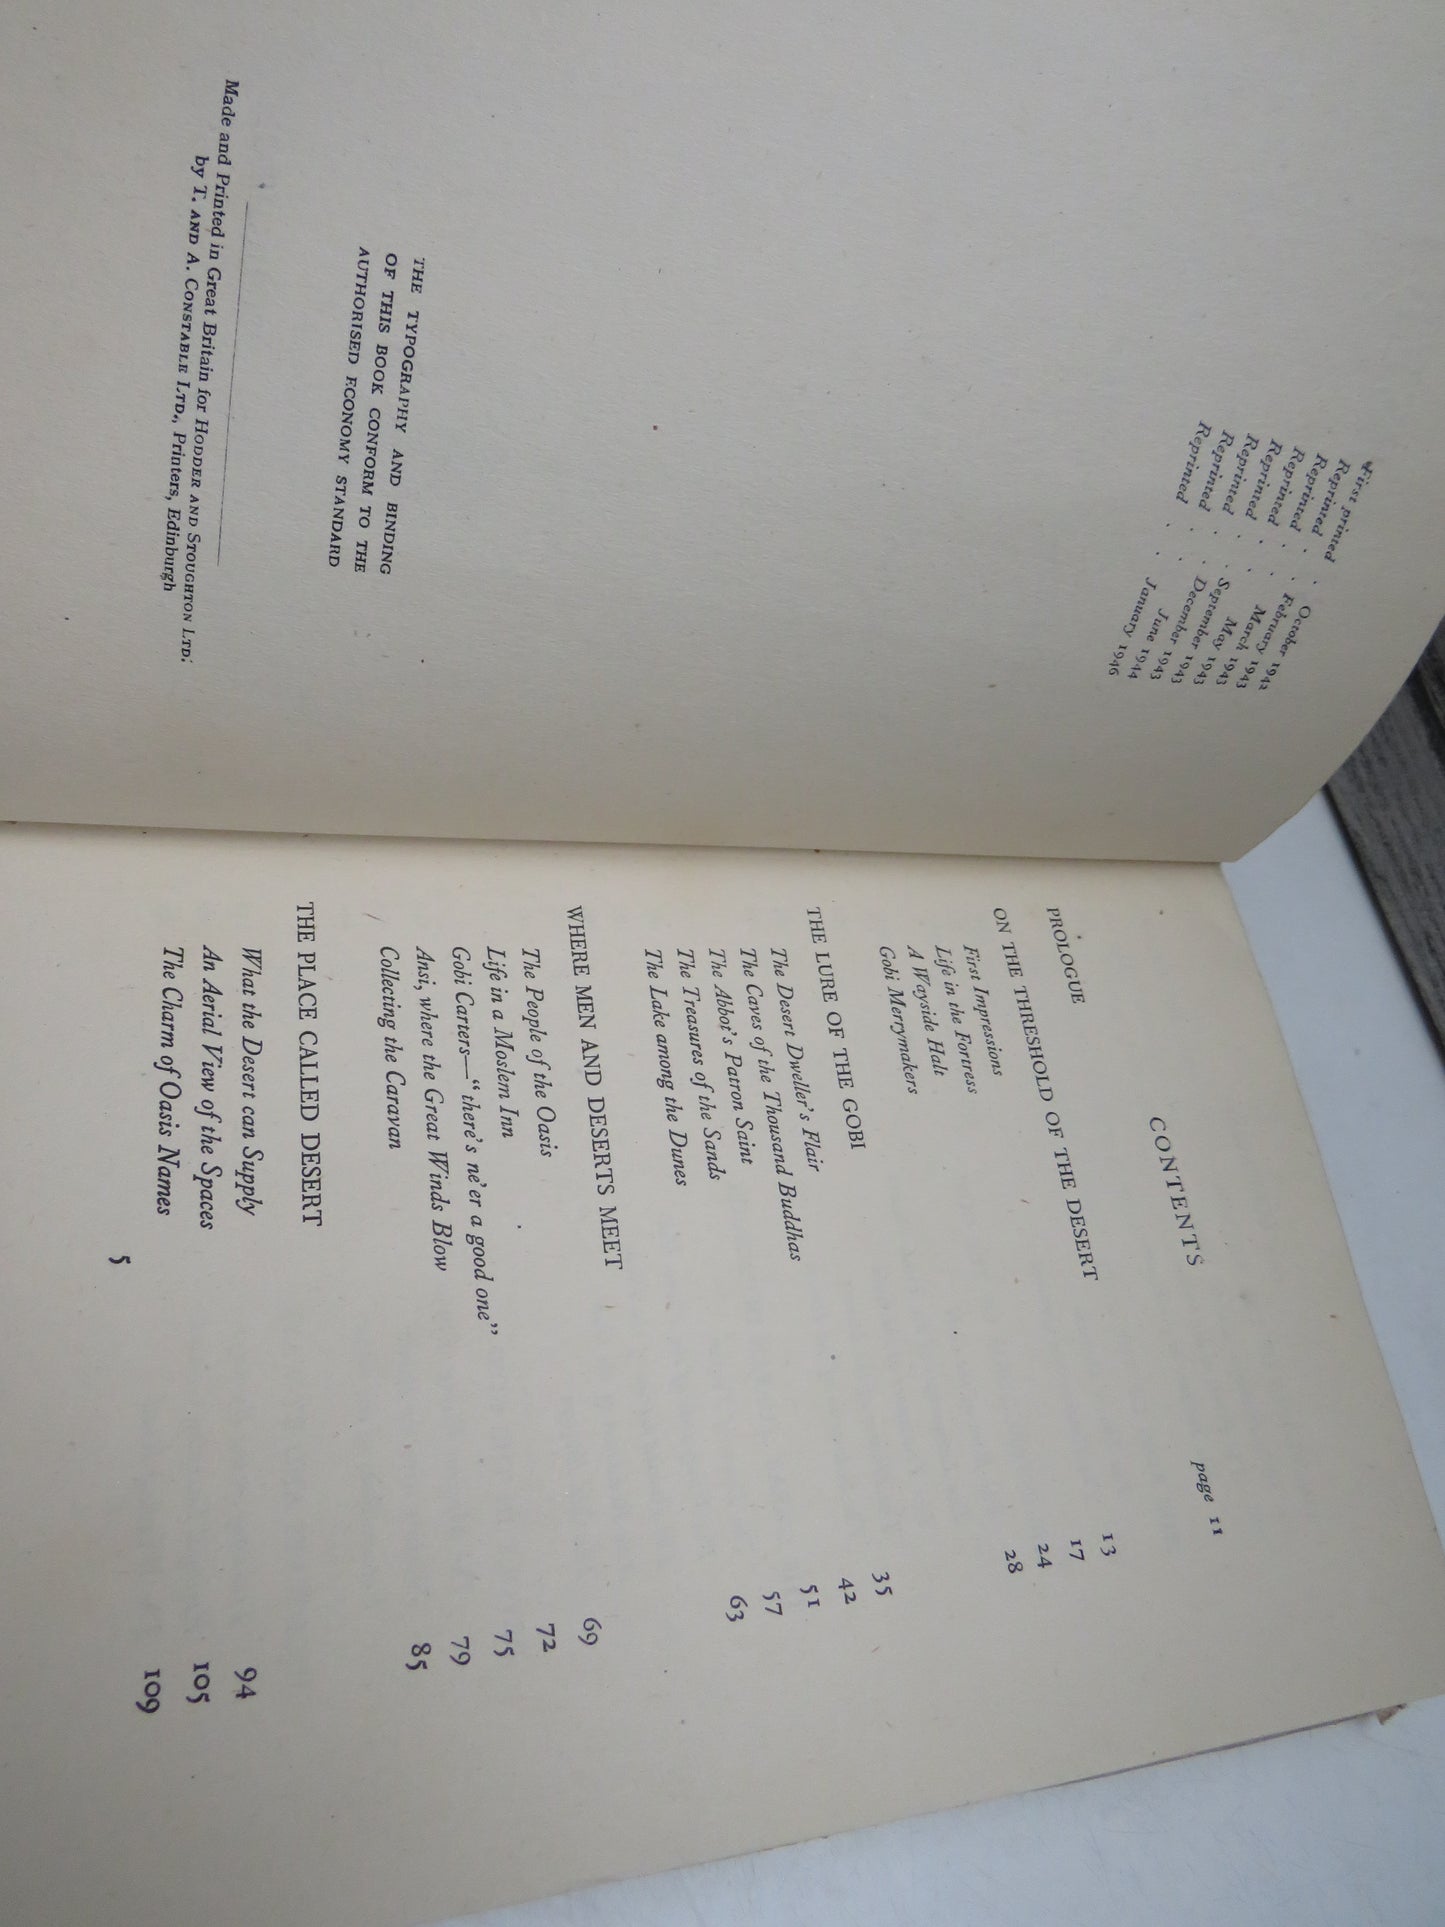 First printed . October 1942
Reprinted . February 1943
Reprinted . March 1943
Reprinted . May 1943
Reprinted . September 1943
Reprinted . December 1943
Reprinted . June 1944
Reprinted . January 1946
THE TYPOGRAPHY AND BINDING
OF THIS BOOK CONFORM TO THE
AUTHORISED ECONOMY STANDARD
Made and Printed in Great Britain for HODDER AND STOUGHTON LTD.
by T. AND A. CONSTABLE LTD., Printers, Edinburgh
CONTENTS
PROLOGUE page 11
ON THE THRESHOLD OF THE DESERT
First Impressions 13
Life in the Fortress 17
A Wayside Halt 24
Gobi Merrymakers 28
THE LURE OF THE GOBI
The Desert Dweller's Flair 35
The Caves of the Thousand Buddhas 42
The Abbot's Patron Saint 51
The Treasures of the Sands 57
The Lake among the Dunes 63
WHERE MEN AND DESERTS MEET
The People of the Oasis 69
Life in a Moslem Inn 72
Gobi Carters—"there's ne'er a good one" 75
Ansi, where the Great Winds Blow 79
Collecting the Caravan 85
THE PLACE CALLED DESERT
What the Desert can Supply 94
An Aerial View of the Spaces 105
The Charm of Oasis Names 109
5